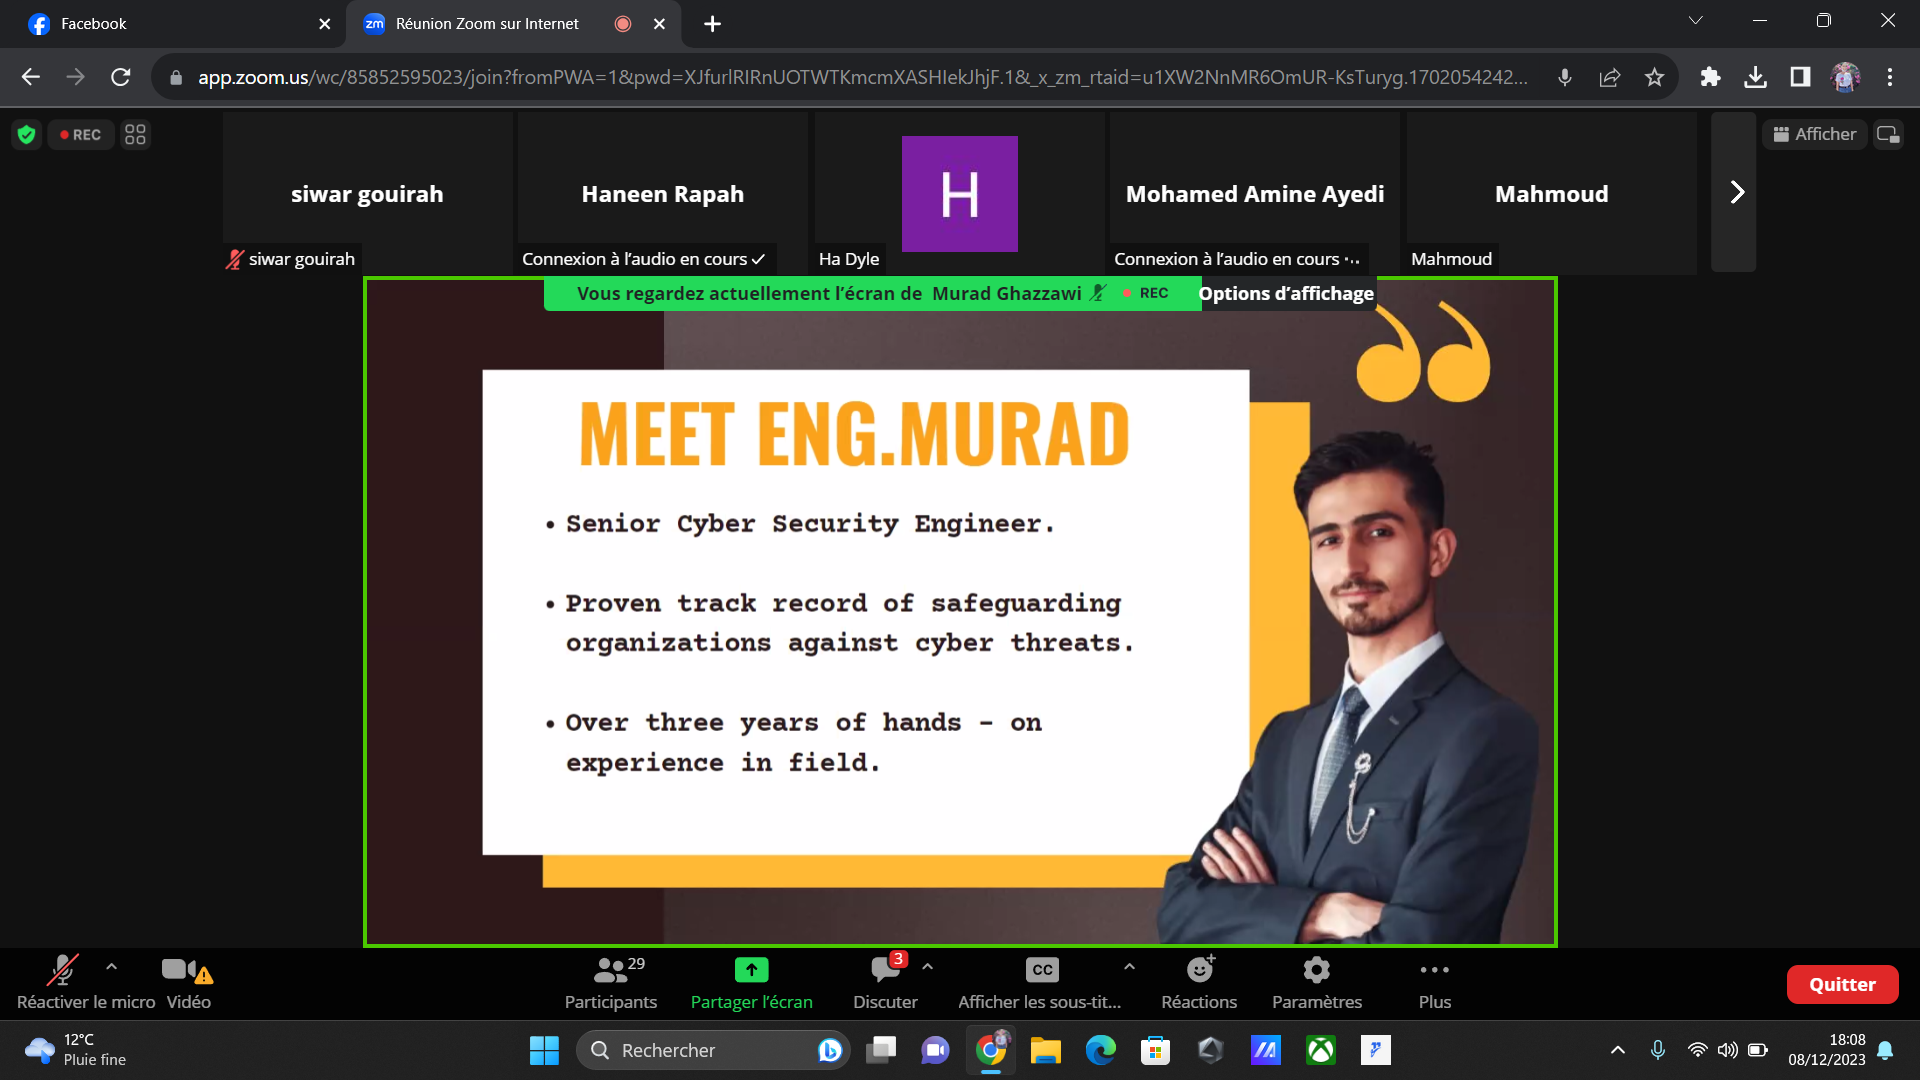 Facebook
zm Réunion Zoom sur Internet
app.zoom.us/wc/85852595023/join?fromPWA=1&pwd=XJfurlRIRnUOTWTKmcmXASHIekJhjF.1&_x_zm_rtaid=u1XW2NnMR6OmUR-KsTuryg.1702054242...
REC
Afficher
siwar gouirah
Haneen Rapah
H
Mohamed Amine Ayedi
Mahmoud
siwar gouirah
Connexion à l'audio en cours
Ha Dyle
Connexion à l'audio en cours
Mahmoud
Vous regardez actuellement l'écran de Murad Ghazzawi REC Options d'affichage
MEET ENG.MURAD
• Senior Cyber Security Engineer.
• Proven track record of safeguarding
organizations against cyber threats.
• Over three years of hands - on
experience in field.
Réactiver le micro
Vidéo
29
Participants
Partager l'écran
3
Discuter
CC
Afficher les sous-tit...
Réactions
Paramètres
Plus
Quitter
12°C
Pluie fine
Rechercher
18:08
08/12/2023